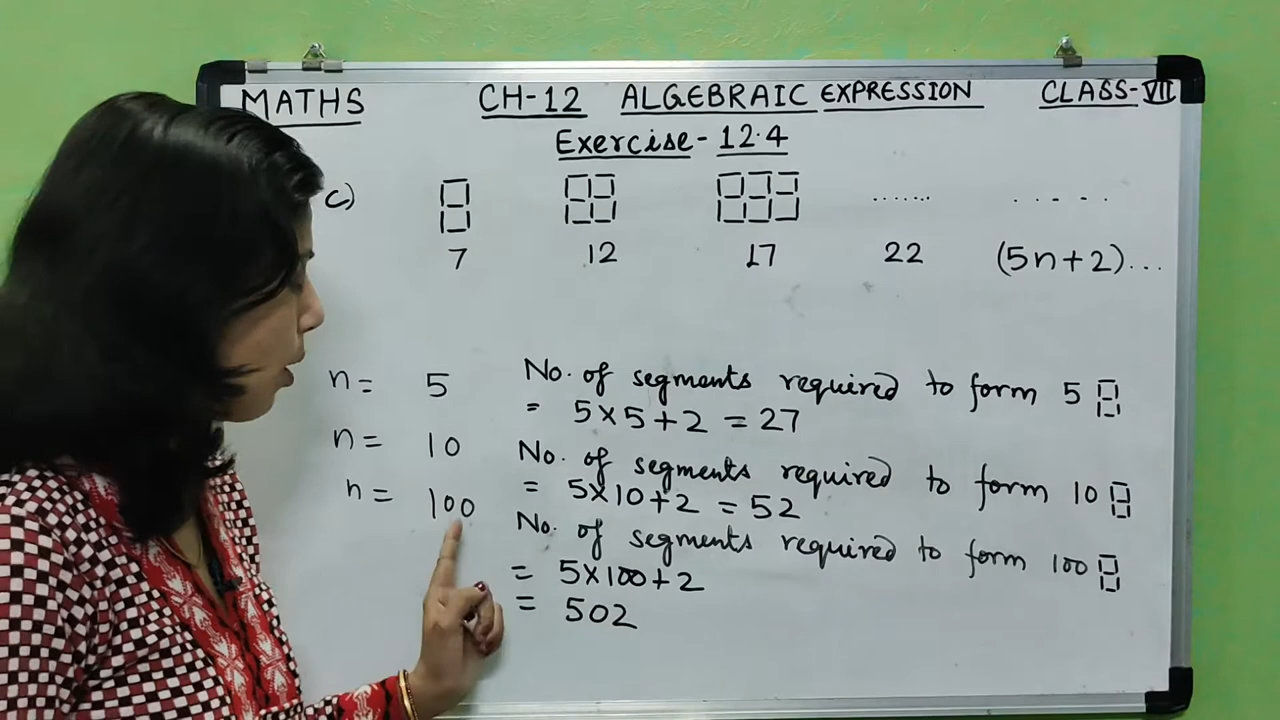 MATHS CH-12 ALGEBRAIC EXPRESSION CLASS-VII
Exercise-12.4
c)
7 12 17 22 (5n+2)...
n = 5 No. of segments required to form 5
= 5×5+2 = 27
n = 10 No. of segments required to form 10
= 5×10+2 = 52
n = 100 No. of segments required to form 100
= 5×100+2
= 502